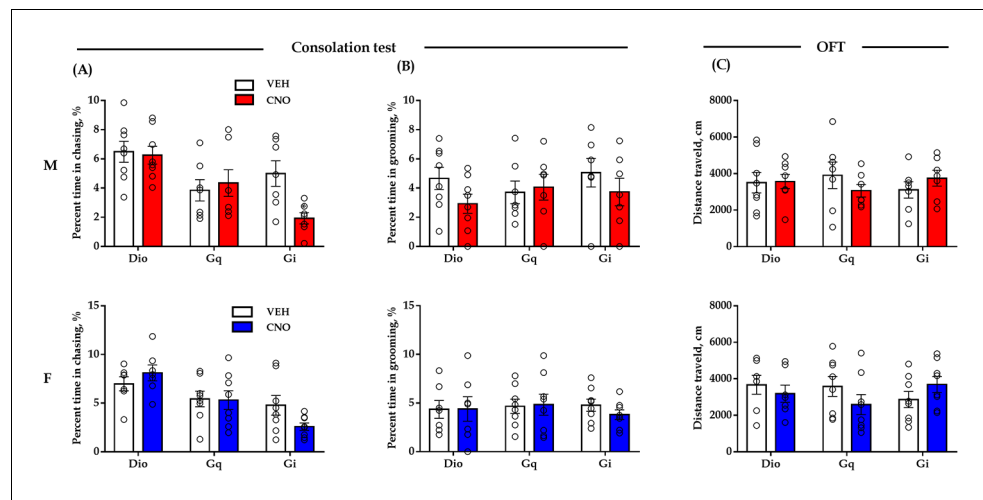 Consolation test
OFT
(A)
(B)
(C)
VEH
CNO
M
Percent time in chasing, %
10
8
6
4
2
0
Dio
Gq
Gi
Percent time in grooming, %
10
8
6
4
2
0
Dio
Gq
Gi
Distance traveld, cm
8000
6000
4000
2000
0
Dio
Gq
Gi
VEH
CNO
F
Percent time in chasing, %
15
10
5
0
Dio
Gq
Gi
Percent time in grooming, %
15
10
5
0
Dio
Gq
Gi
Distance traveld, cm
8000
6000
4000
2000
0
Dio
Gq
Gi